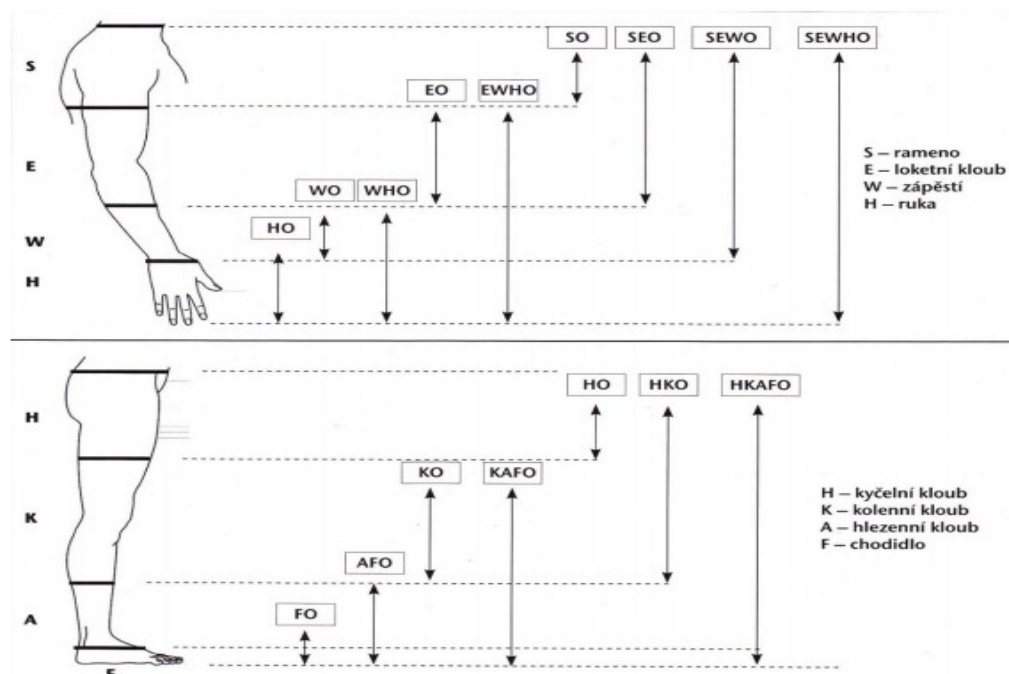 SO SEO SEWO SEWHO
S
EO EWHO
S – rameno
E – loketní kloub
W – zápěstí
H – ruka
E
WO WHO
HO
W
H
HO HKO HKAFO
H
KO KAFO
H – kyčelní kloub
K – kolenní kloub
A – hlezenní kloub
F – chodidlo
K
AFO
FO
A